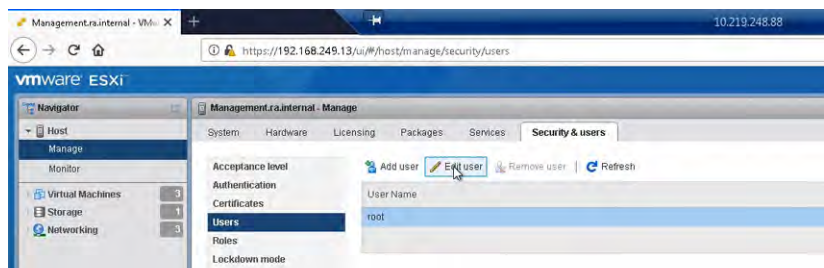 Management.ra.internal - VMw X +
10.219.248.88
https://192.168.249.13/ui/#/host/manage/security/users
vmware ESXi
Navigator
Management.ra.internal - Manage
Host
Manage
Monitor
Virtual Machines 3
Storage 1
Networking 3
System Hardware Licensing Packages Services Security & users
Acceptance level
Authentication
Certificates
Users
Roles
Lockdown mode
Add user Edit user Remove user | Refresh
User Name
root